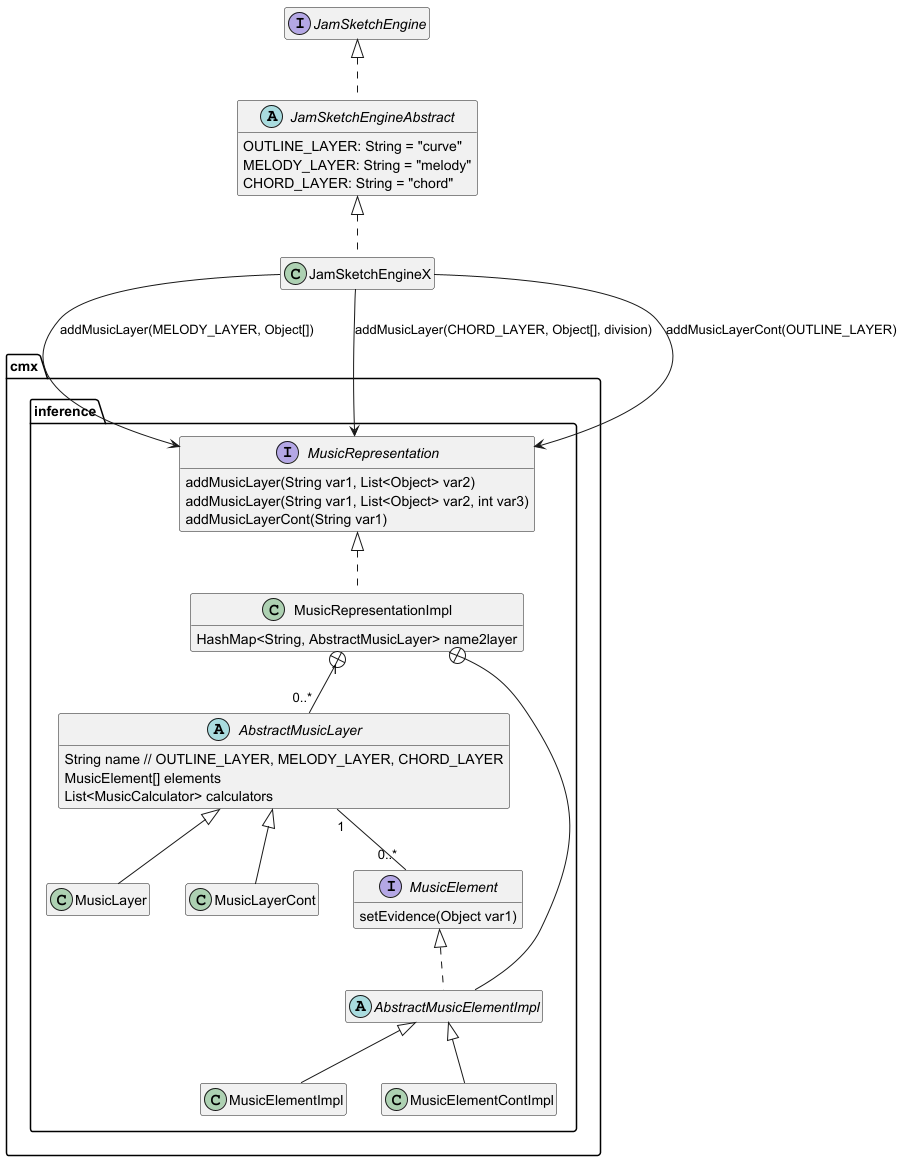 I JamSketchEngine
A JamSketchEngineAbstract
OUTLINE_LAYER: String = "curve"
MELODY_LAYER: String = "melody"
CHORD_LAYER: String = "chord"
C JamSketchEngineX
addMusicLayer(MELODY_LAYER, Object[])
addMusicLayer(CHORD_LAYER, Object[], division)
addMusicLayerCont(OUTLINE_LAYER)
cmx
inference
I MusicRepresentation
addMusicLayer(String var1, List<Object> var2)
addMusicLayer(String var1, List<Object> var2, int var3)
addMusicLayerCont(String var1)
C MusicRepresentationImpl
HashMap<String, AbstractMusicLayer> name2layer
1
0..*
A AbstractMusicLayer
String name // OUTLINE_LAYER, MELODY_LAYER, CHORD_LAYER
MusicElement[] elements
List<MusicCalculator> calculators
1
0..*
C MusicLayer
C MusicLayerCont
I MusicElement
setEvidence(Object var1)
A AbstractMusicElementImpl
C MusicElementImpl
C MusicElementContImpl